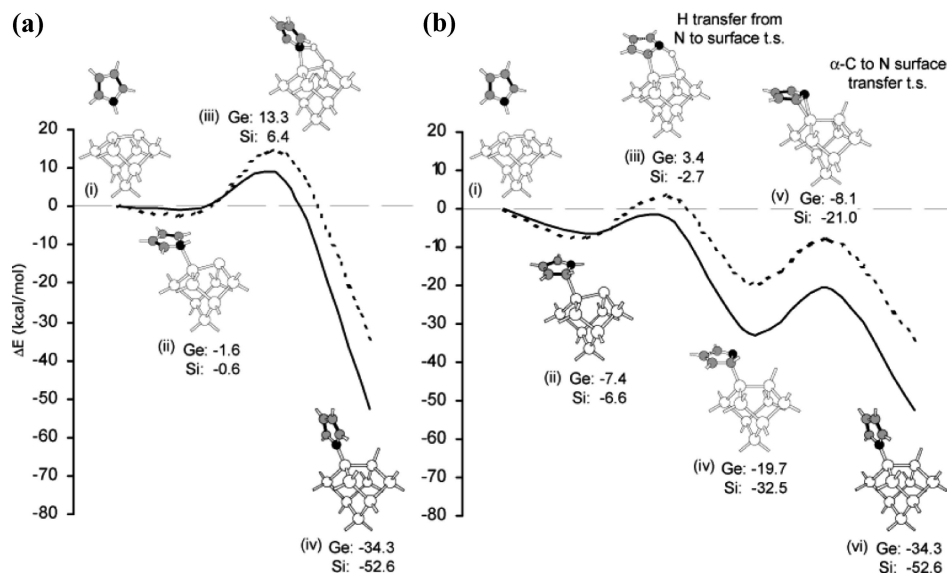 (a)
(iii) Ge: 13.3
Si: 6.4
20
10
0
-10
-20
-30
-40
-50
-60
-70
-80
ΔE (kcal/mol)
(i)
(ii) Ge: -1.6
Si: -0.6
(iv) Ge: -34.3
Si: -52.6
(b)
H transfer from
N to surface t.s.
α-C to N surface
transfer t.s.
20
10
0
-10
-20
-30
-40
-50
-60
-70
-80
(i)
(iii) Ge: 3.4
Si: -2.7
(v) Ge: -8.1
Si: -21.0
(ii) Ge: -7.4
Si: -6.6
(iv) Ge: -19.7
Si: -32.5
(vi) Ge: -34.3
Si: -52.6